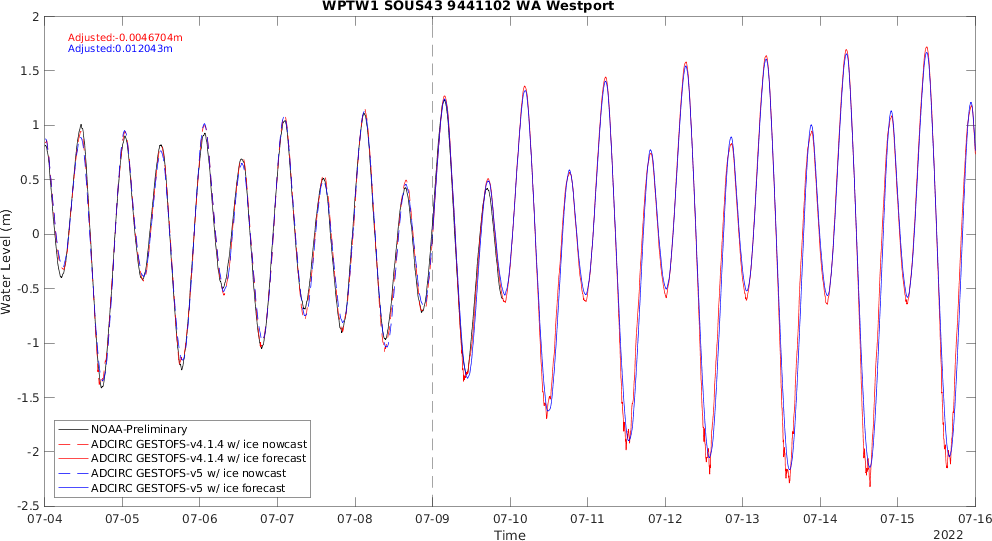 WPTW1 SOUS43 9441102 WA Westport
Adjusted:-0.0046704m
Adjusted:0.012043m
2
1.5
1
0.5
0
-0.5
-1
-1.5
-2
-2.5
Water Level (m)
NOAA-Preliminary
ADCIRC GESTOFS-v4.1.4 w/ ice nowcast
ADCIRC GESTOFS-v4.1.4 w/ ice forecast
ADCIRC GESTOFS-v5 w/ ice nowcast
ADCIRC GESTOFS-v5 w/ ice forecast
07-04 07-05 07-06 07-07 07-08 07-09 07-10 07-11 07-12 07-13 07-14 07-15 07-16
Time
2022